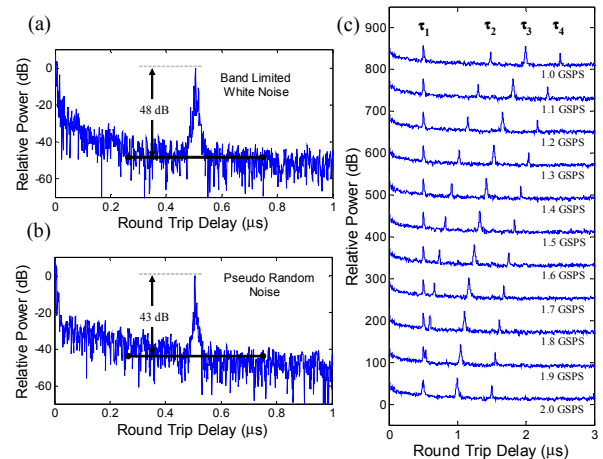 (a)
Relative Power (dB)
0
-20
-40
-60
48 dB
Band Limited
White Noise
0 0.2 0.4 0.6 0.8 1
Round Trip Delay (μs)
(b)
Relative Power (dB)
0
-20
-40
-60
43 dB
Pseudo Random
Noise
0 0.2 0.4 0.6 0.8 1
Round Trip Delay (μs)
(c)
Relative Power (dB)
900
800
700
600
500
400
300
200
100
0
τ1 τ2 τ3 τ4
1.0 GSPS
1.1 GSPS
1.2 GSPS
1.3 GSPS
1.4 GSPS
1.5 GSPS
1.6 GSPS
1.7 GSPS
1.8 GSPS
1.9 GSPS
2.0 GSPS
0 1 2 3
Round Trip Delay (μs)